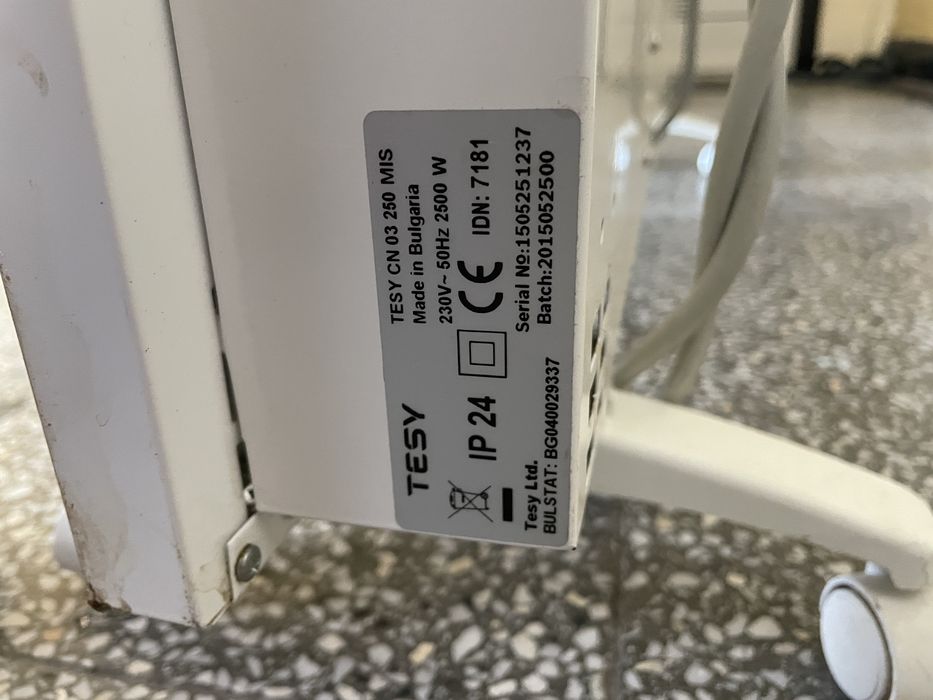 TESY
TESY CN 03 250 MIS
Made in Bulgaria
230V~ 50Hz 2500 W
IP 24
CE
IDN: 7181
Tesy Ltd.
BULSTAT: BG040029337
Serial №:1505251237
Batch:2015052500